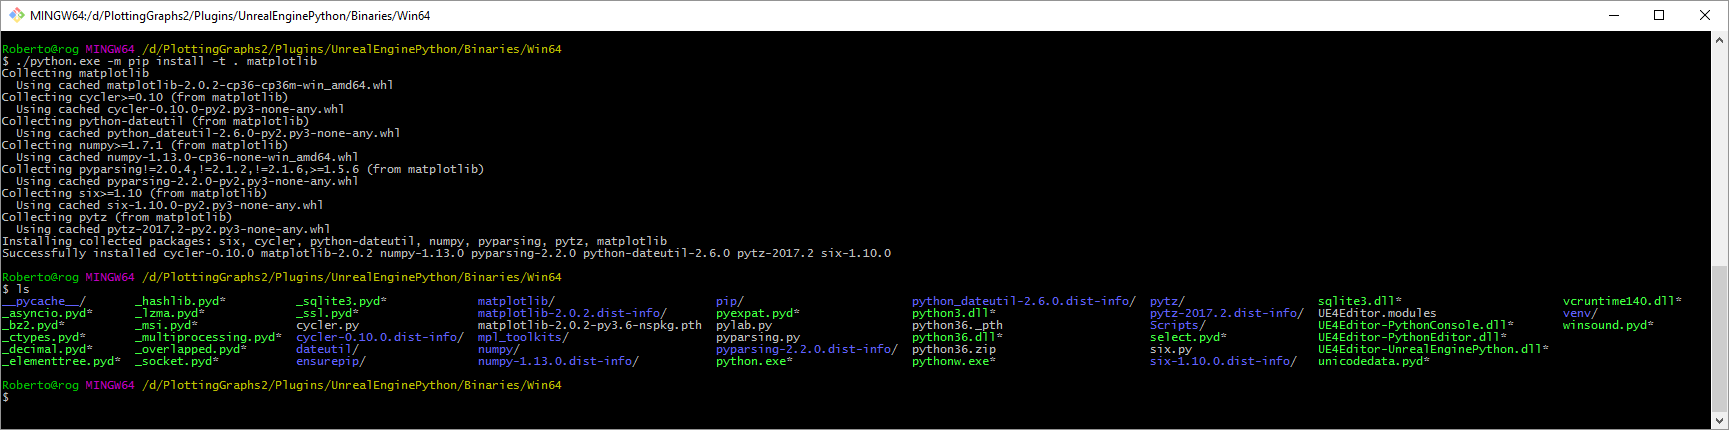 MINGW64:/d/PlottingGraphs2/Plugins/UnrealEnginePython/Binaries/Win64
Roberto@rog MINGW64 /d/PlottingGraphs2/Plugins/UnrealEnginePython/Binaries/Win64
$ ./python.exe -m pip install -t . matplotlib
Collecting matplotlib
  Using cached matplotlib-2.0.2-cp36-cp36m-win_amd64.whl
Collecting cycler>=0.10 (from matplotlib)
  Using cached cycler-0.10.0-py2.py3-none-any.whl
Collecting python-dateutil (from matplotlib)
  Using cached python_dateutil-2.6.0-py2.py3-none-any.whl
Collecting numpy>=1.7.1 (from matplotlib)
  Using cached numpy-1.13.0-cp36-none-win_amd64.whl
Collecting pyparsing!=2.0.4,!=2.1.2,!=2.1.6,>=1.5.6 (from matplotlib)
  Using cached pyparsing-2.2.0-py2.py3-none-any.whl
Collecting six>=1.10 (from matplotlib)
  Using cached six-1.10.0-py2.py3-none-any.whl
Collecting pytz (from matplotlib)
  Using cached pytz-2017.2-py2.py3-none-any.whl
Installing collected packages: six, cycler, python-dateutil, numpy, pyparsing, pytz, matplotlib
Successfully installed cycler-0.10.0 matplotlib-2.0.2 numpy-1.13.0 pyparsing-2.2.0 python-dateutil-2.6.0 pytz-2017.2 six-1.10.0
Roberto@rog MINGW64 /d/PlottingGraphs2/Plugins/UnrealEnginePython/Binaries/Win64
$ ls
__pycache__/ _hashlib.pyd* _sqlite3.pyd* matplotlib/ pip/ python_dateutil-2.6.0.dist-info/ pytz/ sqlite3.dll* vcruntime140.dll*
_asyncio.pyd* _lzma.pyd* _ssl.pyd* matplotlib-2.0.2.dist-info/ pyexpat.pyd* python3.dll* pytz-2017.2.dist-info/ UE4Editor.modules venv/
_bz2.pyd* _msi.pyd* cycler.py matplotlib-2.0.2-py3.6-nspkg.pth pylab.py python36._pth Scripts/ UE4Editor-PythonConsole.dll* winsound.pyd*
_ctypes.pyd* _multiprocessing.pyd* cycler-0.10.0.dist-info/ mpl_toolkits/ pyparsing.py python36.dll* select.pyd* UE4Editor-PythonEditor.dll*
_decimal.pyd* _overlapped.pyd* dateutil/ numpy/ pyparsing-2.2.0.dist-info/ python36.zip six.py UE4Editor-UnrealEnginePython.dll*
_elementtree.pyd* _socket.pyd* ensurepip/ numpy-1.13.0.dist-info/ python.exe* pythonw.exe* six-1.10.0.dist-info/ unicodedata.pyd*
Roberto@rog MINGW64 /d/PlottingGraphs2/Plugins/UnrealEnginePython/Binaries/Win64
$